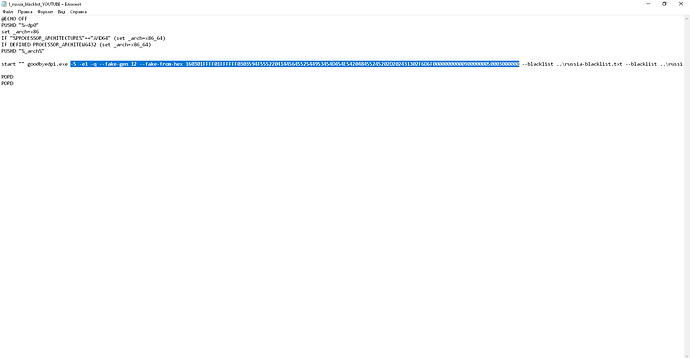 1_russia_blacklist_YOUTUBE – Блокнот
Файл Правка Формат Вид Справка
@ECHO OFF
PUSHD "%~dp0"
set _arch=x86
IF "%PROCESSOR_ARCHITECTURE%"=="AMD64" (set _arch=x86_64)
IF DEFINED PROCESSOR_ARCHITEW6432 (set _arch=x86_64)
PUSHD "%_arch%"
start "" goodbyedpi.exe -5 --e1 -q --fake-gen 12 --fake-from-hex --blacklist ..\russia-blacklist.txt --blacklist ..\russi
POPD
POPD